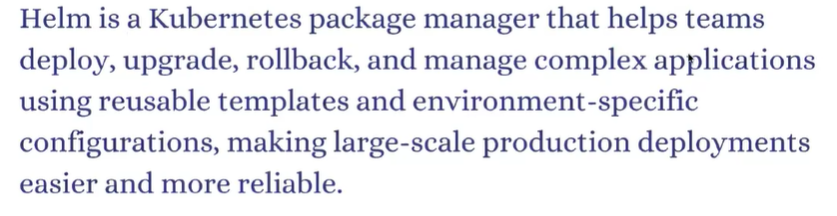 Helm is a Kubernetes package manager that helps teams
deploy, upgrade, rollback, and manage complex applications
using reusable templates and environment-specific
configurations, making large-scale production deployments
easier and more reliable.